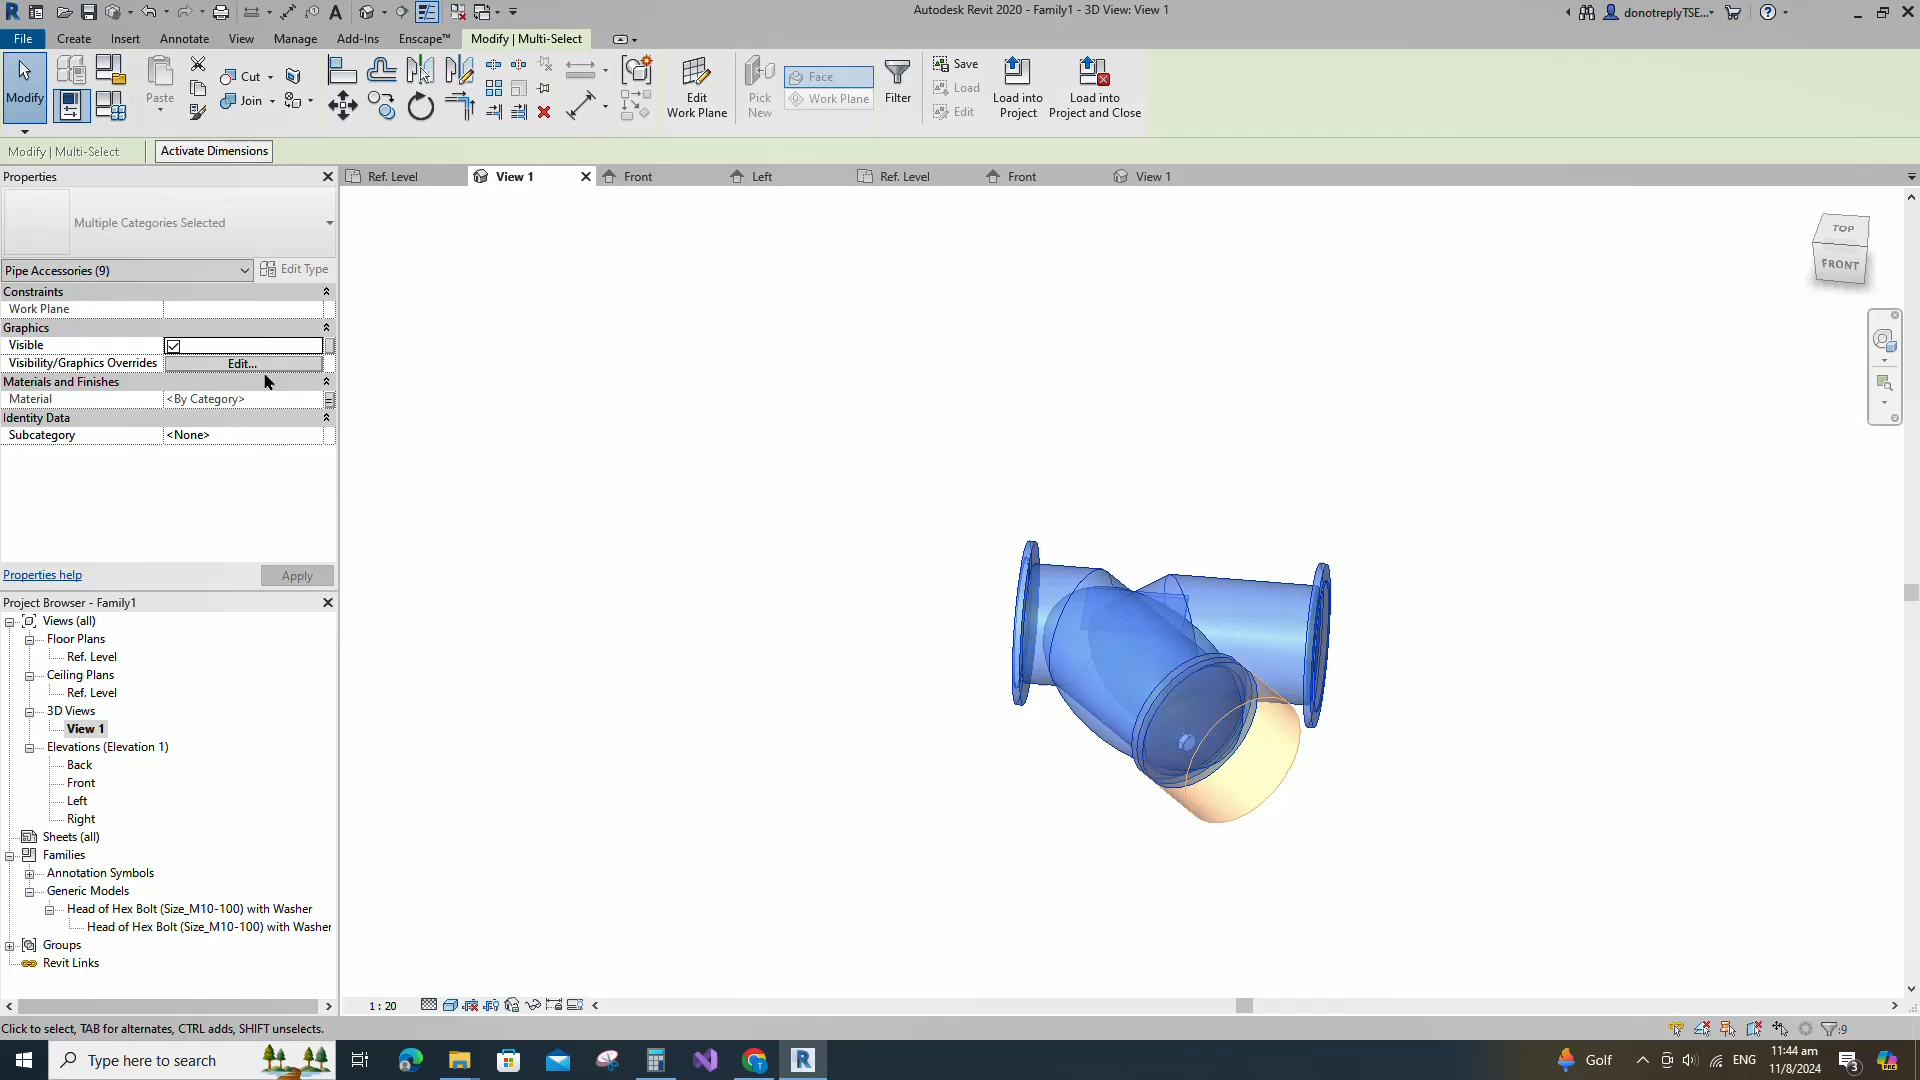 Autodesk Revit 2020 - Family1 - 3D View: View 1
donotreplyTSE...
File
Create
Insert
Annotate
View
Manage
Add-Ins
Enscape™
Modify | Multi-Select
Modify
Paste
Cut
Join
Edit
Work Plane
Pick
New
Face
Work Plane
Filter
Save
Load
Edit
Load into
Project
Load into
Project and Close
Modify | Multi-Select
Activate Dimensions
Properties
Ref. Level
View 1
Front
Left
Ref. Level
Front
View 1
Multiple Categories Selected
Pipe Accessories (9)
Edit Type
Constraints
Work Plane
Graphics
Visible
Visibility/Graphics Overrides
Edit...
Materials and Finishes
Material
<By Category>
Identity Data
Subcategory
<None>
Properties help
Apply
TOP
FRONT
Project Browser - Family1
Views (all)
Floor Plans
Ref. Level
Ceiling Plans
Ref. Level
3D Views
View 1
Elevations (Elevation 1)
Back
Front
Left
Right
Sheets (all)
Families
Annotation Symbols
Generic Models
Head of Hex Bolt (Size_M10-100) with Washer
Head of Hex Bolt (Size_M10-100) with Washer
Groups
Revit Links
1 : 20
Click to select, TAB for alternates, CTRL adds, SHIFT unselects.
:9
Type here to search
Golf
ENG
11:44 am
11/8/2024
3